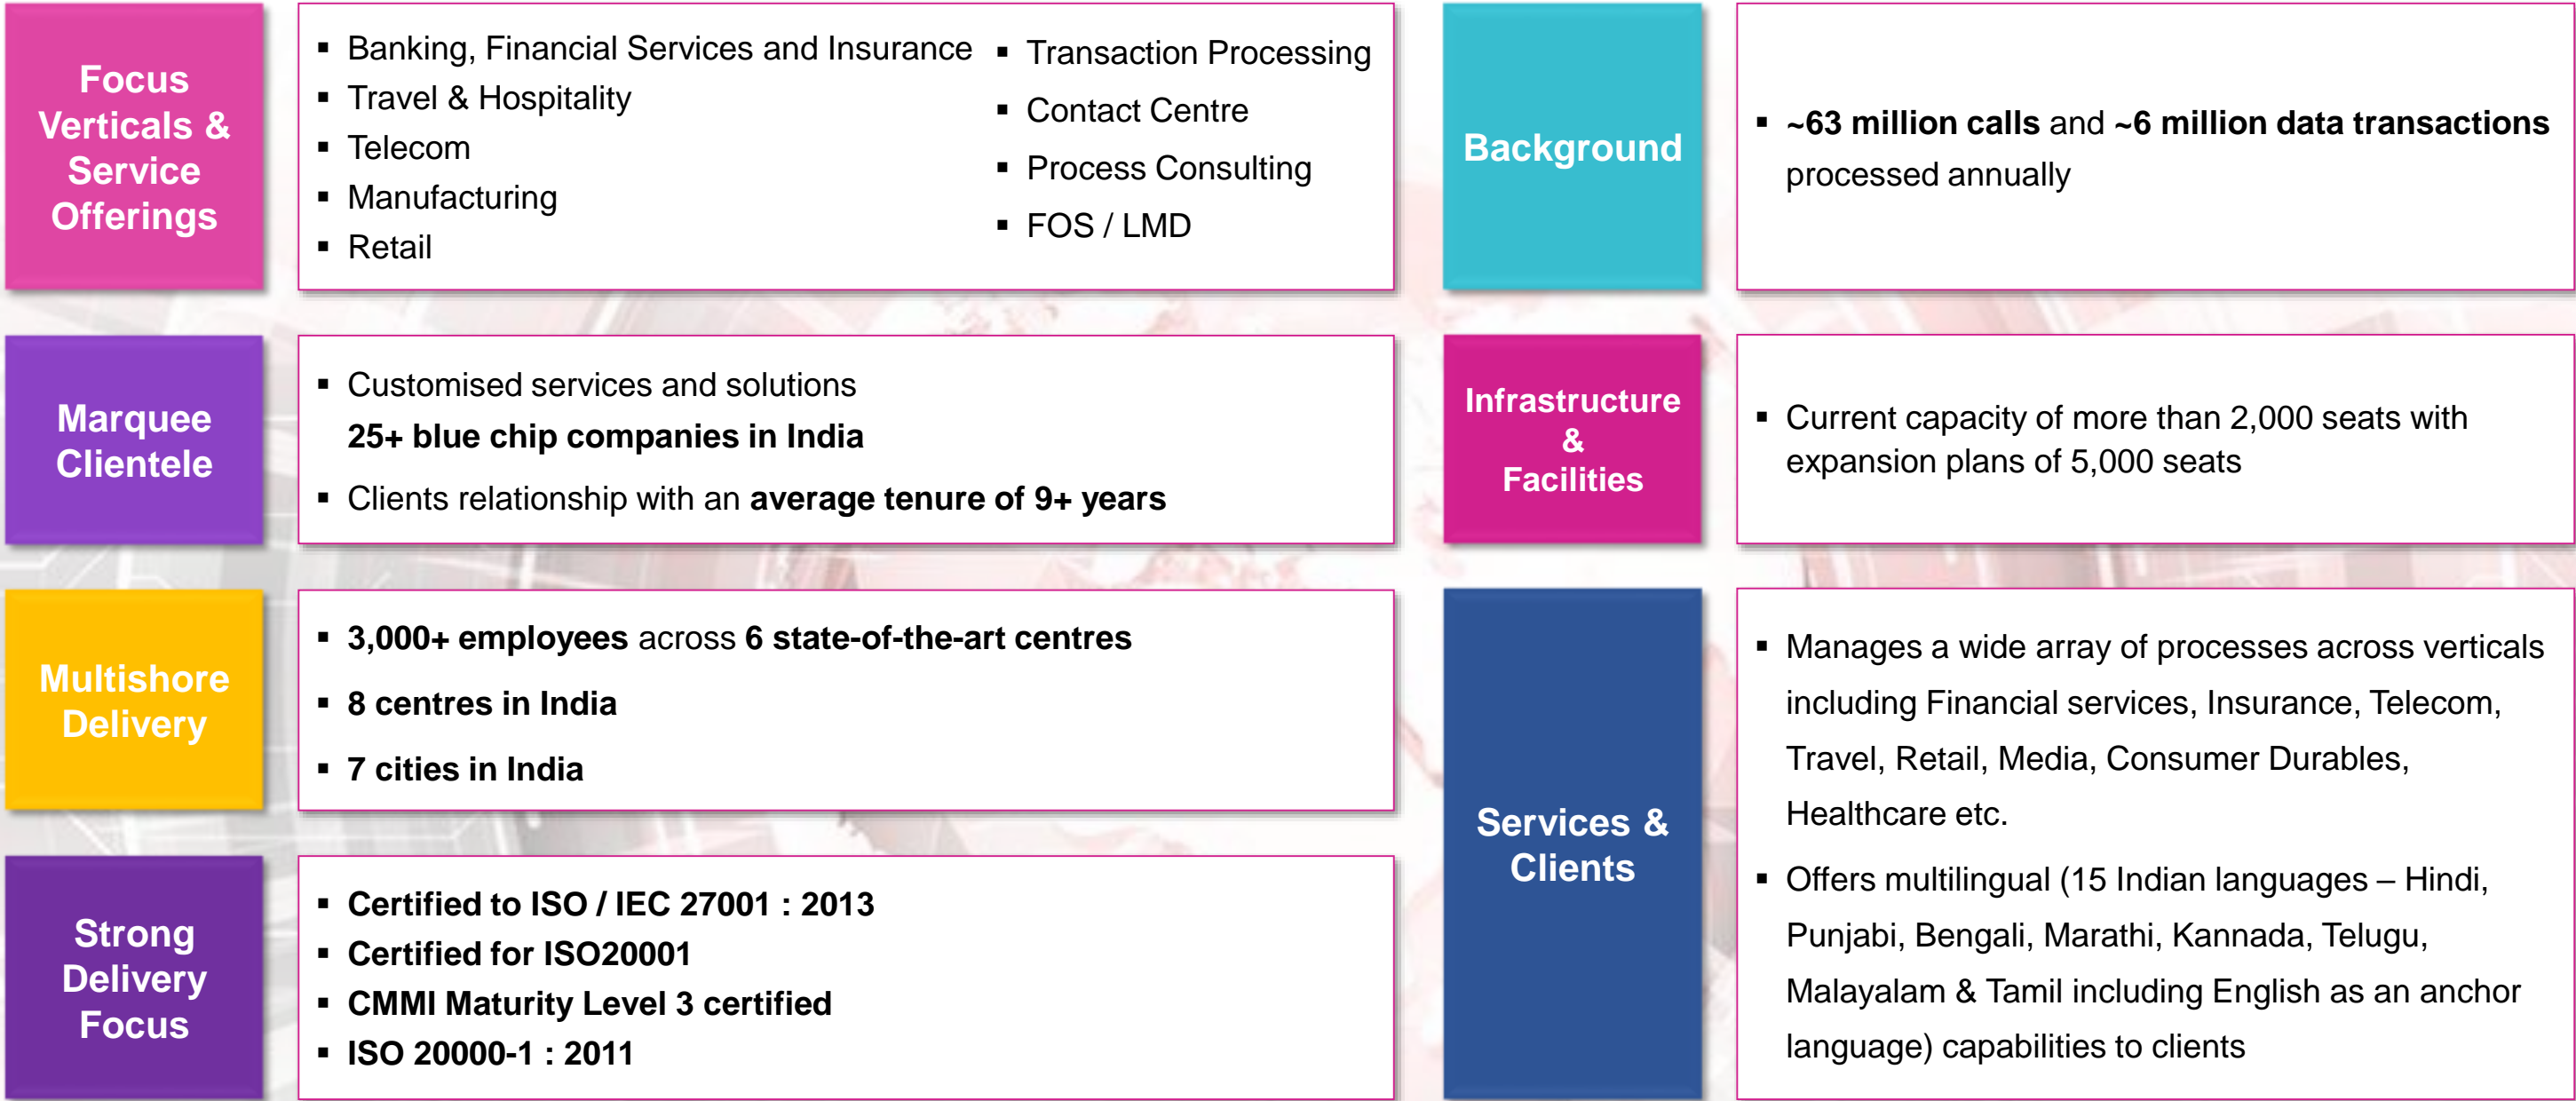 Focus
Verticals &
Service
Offerings
▪ Banking, Financial Services and Insurance
▪ Travel & Hospitality
▪ Telecom
▪ Manufacturing
▪ Retail
▪ Transaction Processing
▪ Contact Centre
▪ Process Consulting
▪ FOS / LMD
Background
▪ ~63 million calls and ~6 million data transactions
processed annually
Marquee
Clientele
▪ Customised services and solutions
25+ blue chip companies in India
▪ Clients relationship with an average tenure of 9+ years
Infrastructure
&
Facilities
▪ Current capacity of more than 2,000 seats with
expansion plans of 5,000 seats
Multishore
Delivery
▪ 3,000+ employees across 6 state-of-the-art centres
▪ 8 centres in India
▪ 7 cities in India
Strong
Delivery
Focus
▪ Certified to ISO / IEC 27001 : 2013
▪ Certified for ISO20001
▪ CMMI Maturity Level 3 certified
▪ ISO 20000-1 : 2011
Services &
Clients
▪ Manages a wide array of processes across verticals
including Financial services, Insurance, Telecom,
Travel, Retail, Media, Consumer Durables,
Healthcare etc.
▪ Offers multilingual (15 Indian languages – Hindi,
Punjabi, Bengali, Marathi, Kannada, Telugu,
Malayalam & Tamil including English as an anchor
language) capabilities to clients